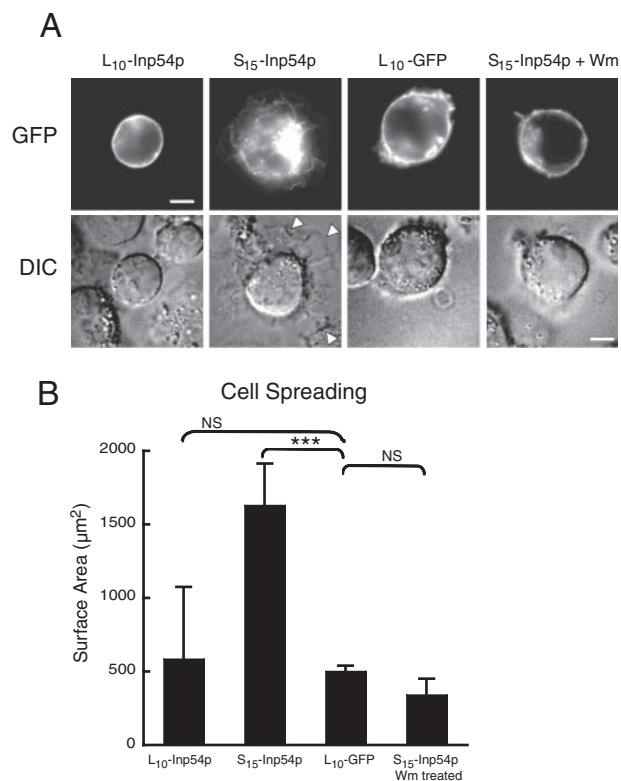 A
L10-Inp54p S15-Inp54p L10-GFP S15-Inp54p + Wm
GFP
DIC
B
Cell Spreading
NS
***
NS
2000
1500
1000
500
0
Surface Area (µm²)
L10-Inp54p S15-Inp54p L10-GFP S15-Inp54p
Wm treated